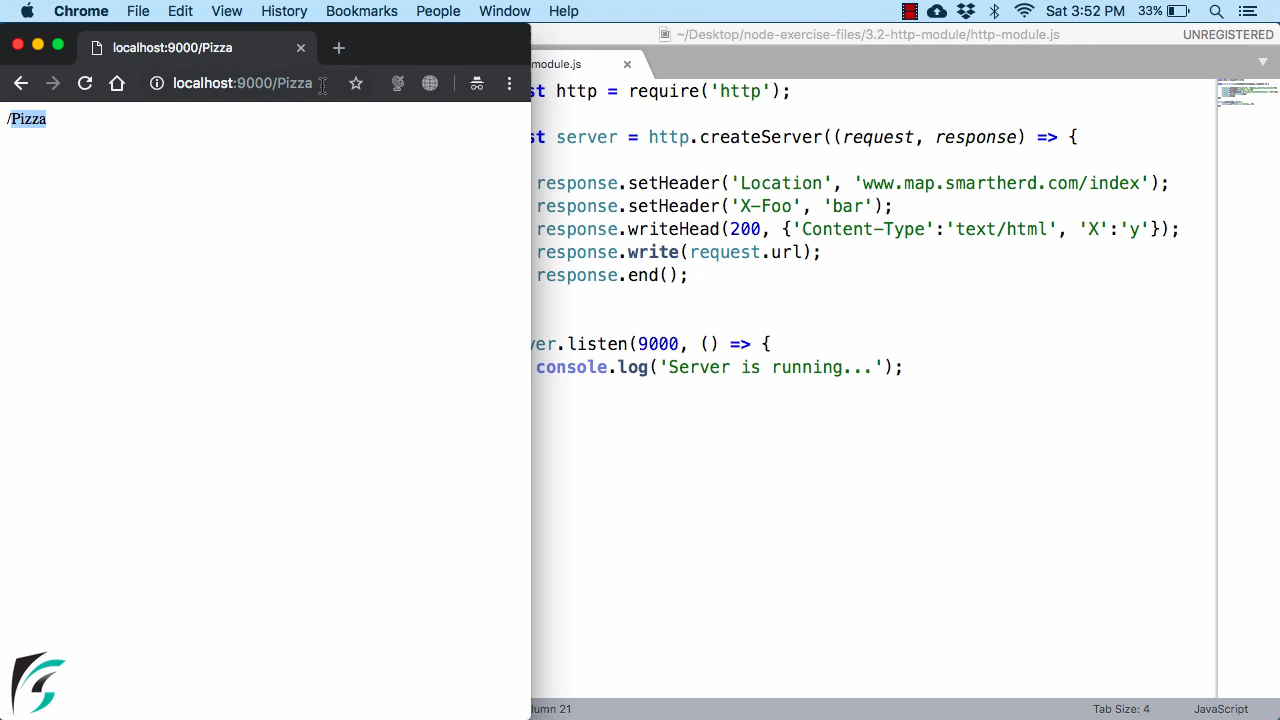 Chrome File Edit View History Bookmarks People Window Help Sat 3:52 PM 33%
localhost:9000/Pizza
localhost:9000/Pizza
/Pizza
~/Desktop/node-exercise-files/3.2-http-module/http-module.js UNREGISTERED
module.js
st http = require('http');
st server = http.createServer((request, response) => {
response.setHeader('Location', 'www.map.smartherd.com/index');
response.setHeader('X-Foo', 'bar');
response.writeHead(200, {'Content-Type':'text/html', 'X':'y'});
response.write(request.url);
response.end();
ver.listen(9000, () => {
console.log('Server is running...');
umn 21 Tab Size: 4 JavaScript